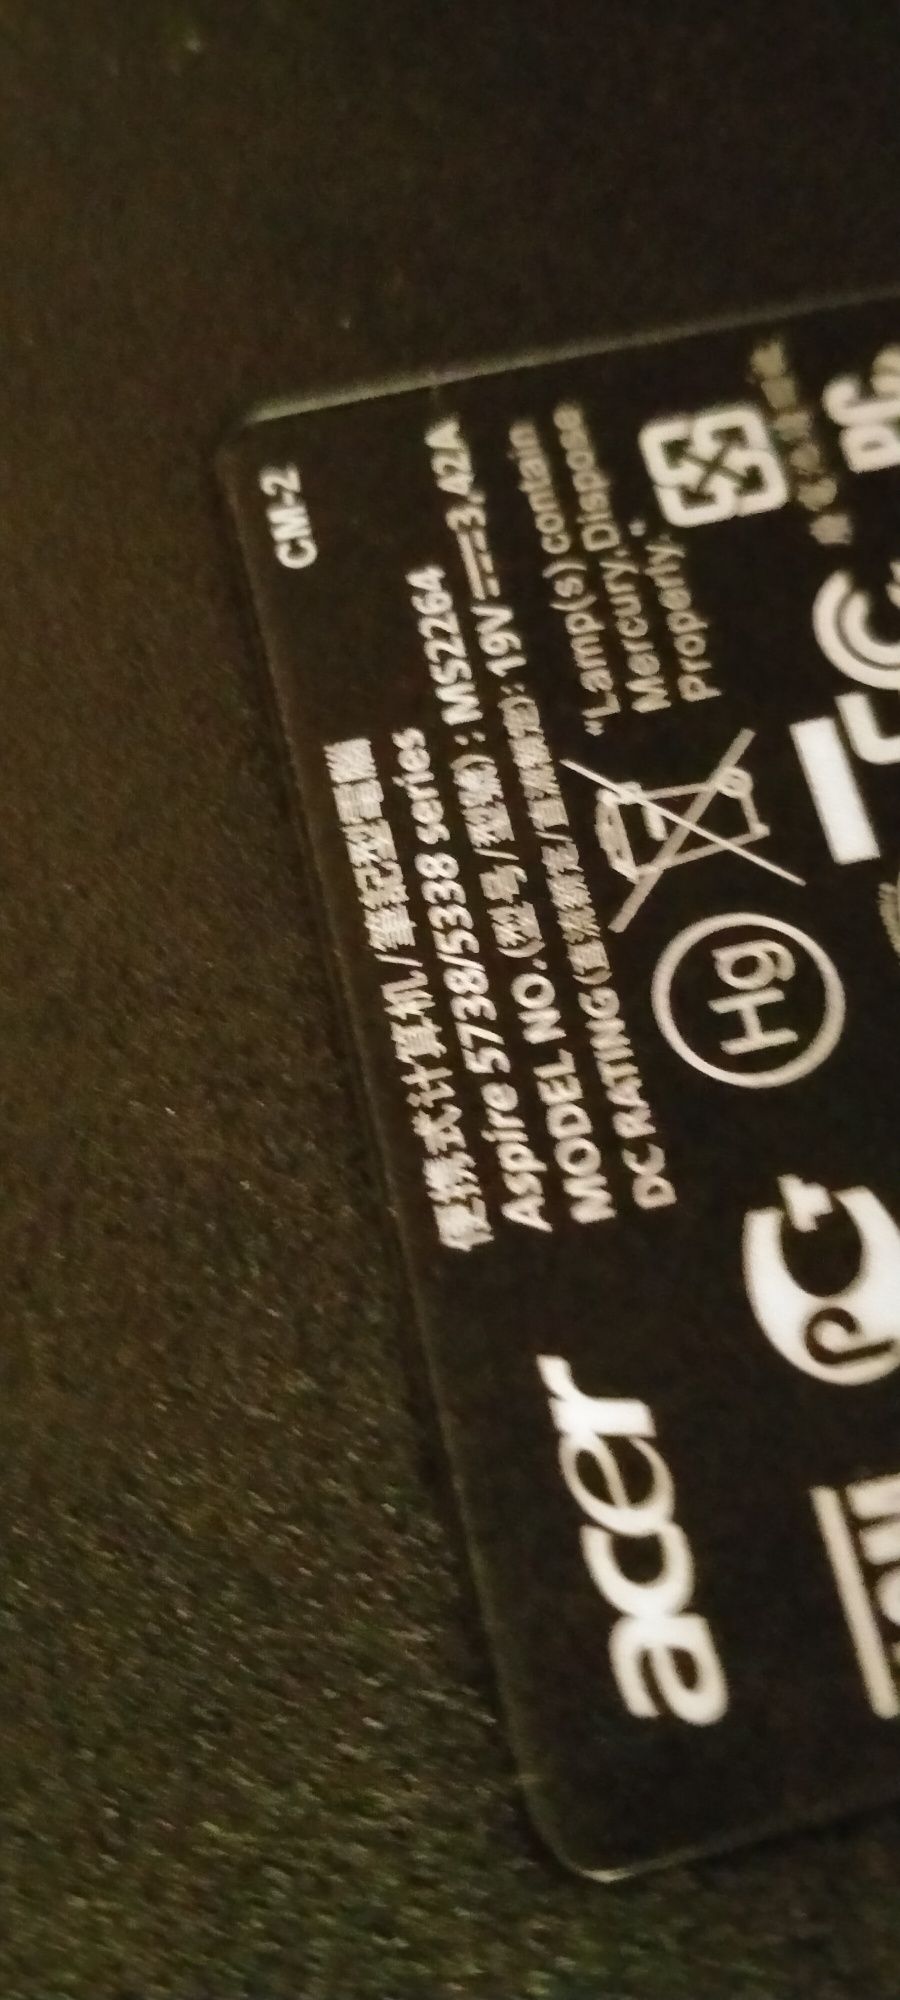 acer
CM-2
便携式计算机/筆記型電腦
Aspire 5738/5338 series
MODEL NO.(型号/型號): MS2264
DC RATING(直流额定/直流額定): 19V⎓3.42A
Hg
"Lamp(s) contain
Mercury, Dispose
Properly."